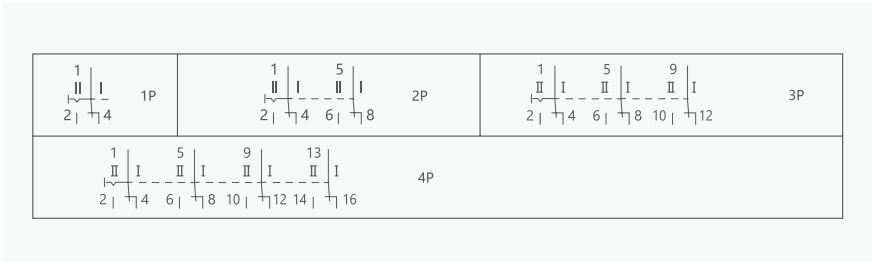 1
II I
2 4
1P
1 5
II I II I
2 4 6 8
2P
1 5 9
II I II I II I
2 4 6 8 10 12
3P
1 5 9 13
II I II I II I II I
2 4 6 8 10 12 14 16
4P